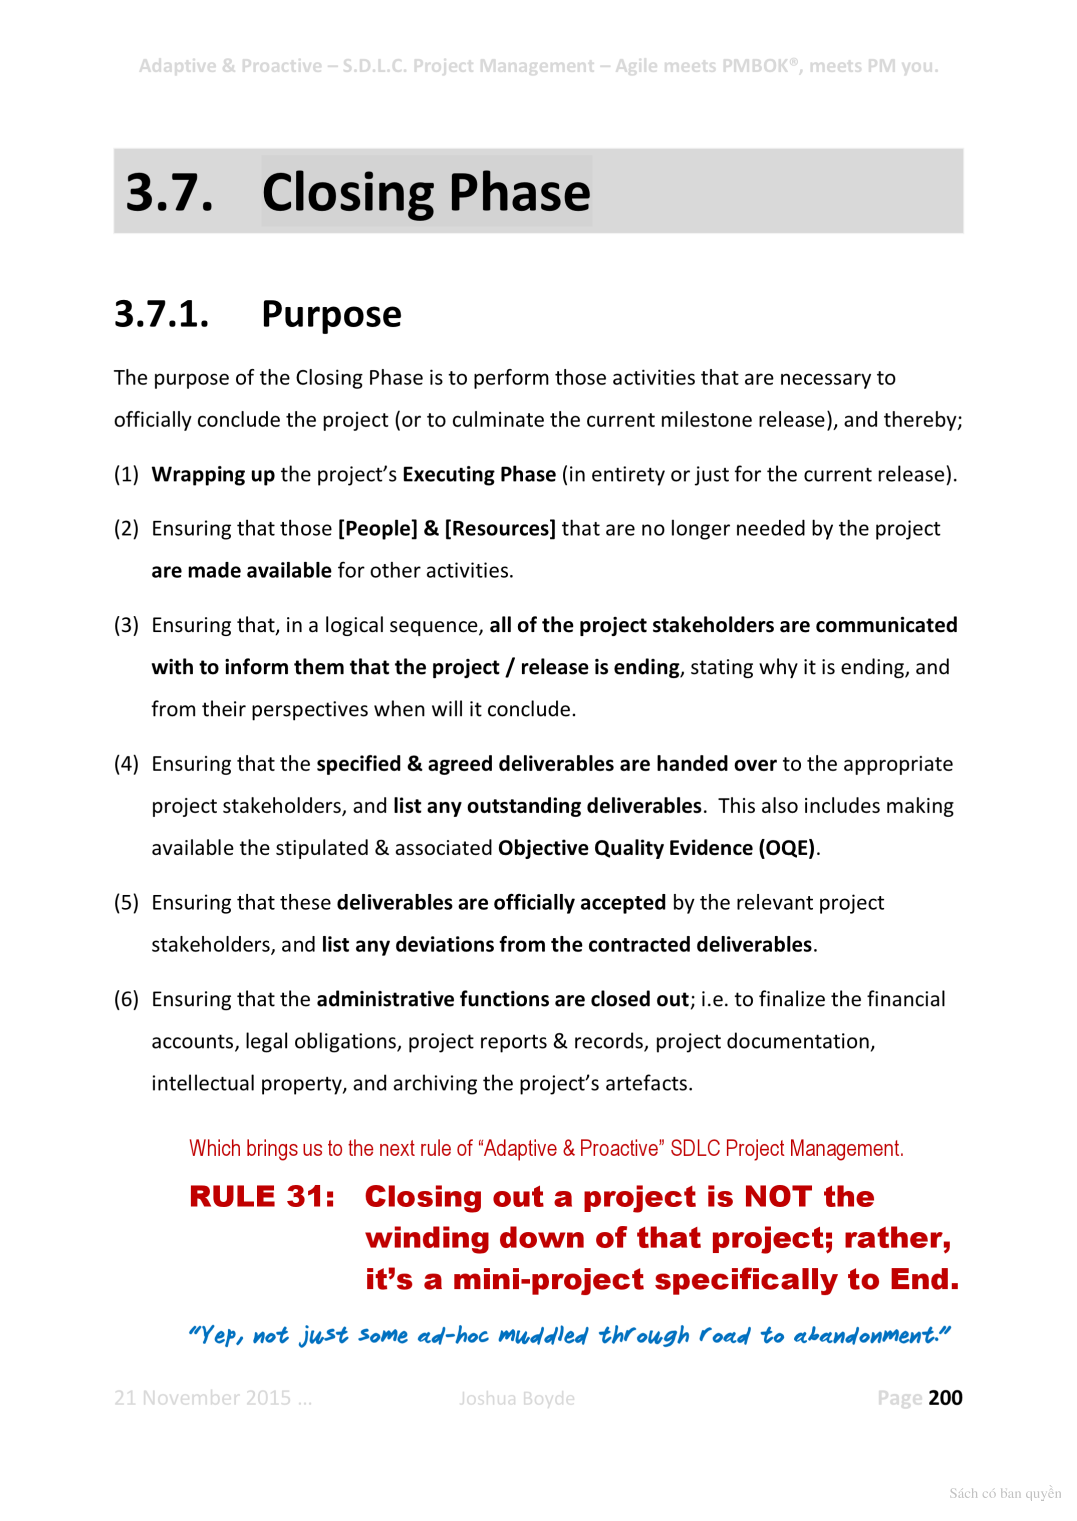 Adaptive & Proactive – S.D.L.C. Project Management – Agile meets PMBOK®, meets PM you.
3.7. Closing Phase
3.7.1. Purpose
The purpose of the Closing Phase is to perform those activities that are necessary to
officially conclude the project (or to culminate the current milestone release), and thereby;
(1) Wrapping up the project’s Executing Phase (in entirety or just for the current release).
(2) Ensuring that those [People] & [Resources] that are no longer needed by the project
are made available for other activities.
(3) Ensuring that, in a logical sequence, all of the project stakeholders are communicated
with to inform them that the project / release is ending, stating why it is ending, and
from their perspectives when will it conclude.
(4) Ensuring that the specified & agreed deliverables are handed over to the appropriate
project stakeholders, and list any outstanding deliverables. This also includes making
available the stipulated & associated Objective Quality Evidence (OQE).
(5) Ensuring that these deliverables are officially accepted by the relevant project
stakeholders, and list any deviations from the contracted deliverables.
(6) Ensuring that the administrative functions are closed out; i.e. to finalize the financial
accounts, legal obligations, project reports & records, project documentation,
intellectual property, and archiving the project’s artefacts.
Which brings us to the next rule of “Adaptive & Proactive” SDLC Project Management.
RULE 31: Closing out a project is NOT the
winding down of that project; rather,
it’s a mini-project specifically to End.
“Yep, not just some ad-hoc muddled through road to abandonment.”
21 November 2015 ... Joshua Boyde Page 200
Sách có bản quyền